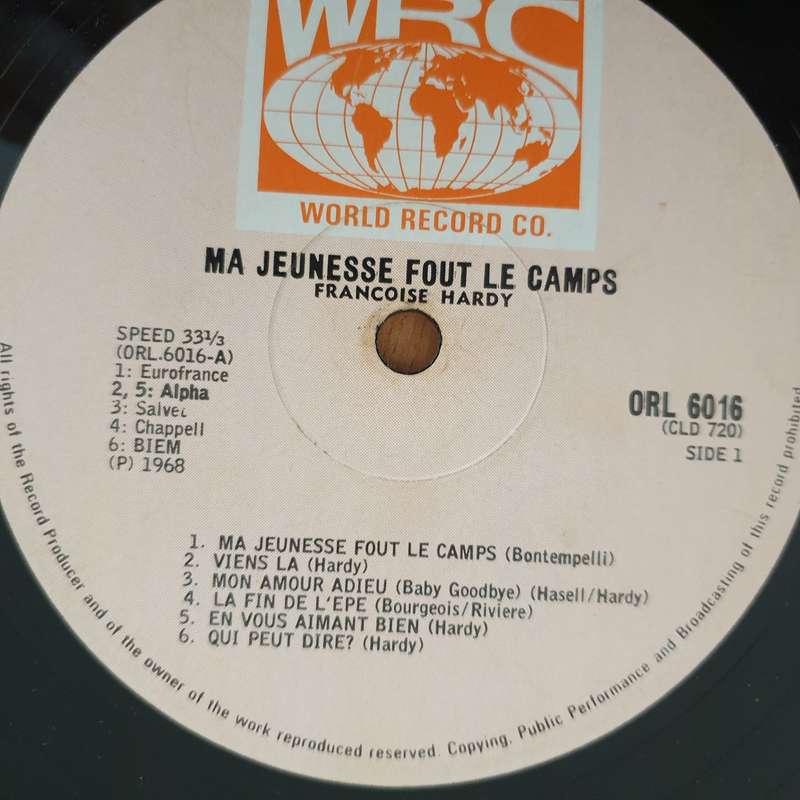 WRC
WORLD RECORD CO.
MA JEUNESSE FOUT LE CAMPS
FRANCOISE HARDY
SPEED 33⅓
(ORL.6016-A)
1: Eurofrance
2, 5: Alpha
3: Salvet
4: Chappell
6: BIEM
(P) 1968
ORL 6016
(CLD 720)
SIDE 1
1. MA JEUNESSE FOUT LE CAMPS (Bontempelli)
2. VIENS LA (Hardy)
3. MON AMOUR ADIEU (Baby Goodbye) (Hasell/Hardy)
4. LA FIN DE L'EPE (Bourgeois/Riviere)
5. EN VOUS AIMANT BIEN (Hardy)
6. QUI PEUT DIRE? (Hardy)
All rights of the Record Producer and of the owner of the work reproduced reserved. Copying, Public Performance and Broadcasting of this record prohibited